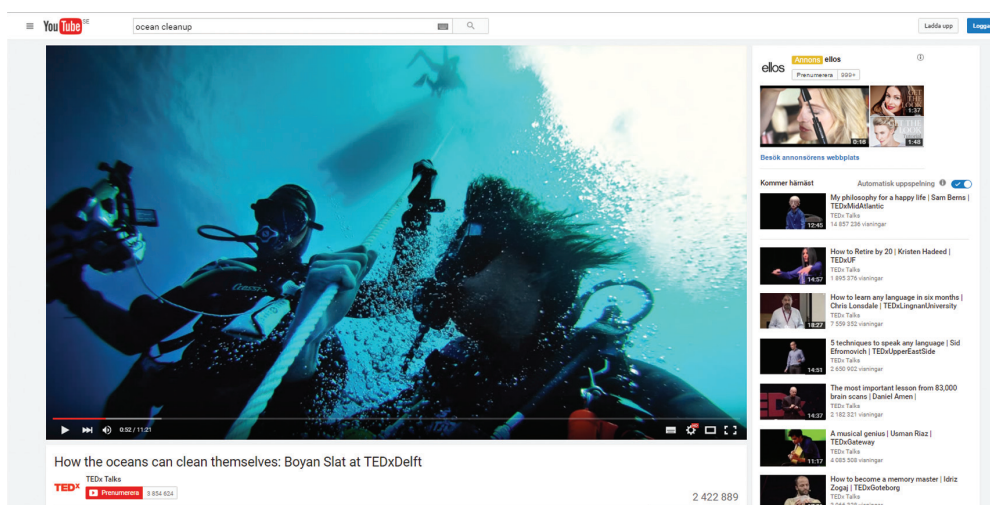 YouTube SE
ocean cleanup
Ladda upp
Logga
ellos
Annons ellos
Prenumerera 999+
GET
THE
LOOK
1:37
0:16
GET THE
LOOK
1:48
Besök annonsörens webbplats
Kommer härnäst
Automatisk uppspelning
My philosophy for a happy life | Sam Berns |
TEDxMidAtlantic
TEDx Talks
14 857 236 visningar
12:45
How to Retire by 20 | Kristen Hadeed |
TEDxUF
TEDx Talks
1 895 376 visningar
14:57
How to learn any language in six months |
Chris Lonsdale | TEDxLingnanUniversity
TEDx Talks
7 559 352 visningar
18:27
5 techniques to speak any language | Sid
Efromovich | TEDxUpperEastSide
TEDx Talks
2 650 902 visningar
14:51
The most important lesson from 83,000
brain scans | Daniel Amen |
TEDx Talks
2 182 321 visningar
14:37
A musical genius | Usman Riaz |
TEDxGateway
TEDx Talks
4 085 508 visningar
11:17
How to become a memory master | Idriz
Zogaj | TEDxGoteborg
TEDx Talks
0:52 / 11:21
How the oceans can clean themselves: Boyan Slat at TEDxDelft
TEDx
TEDx Talks
Prenumerera 3 854 624
2 422 889